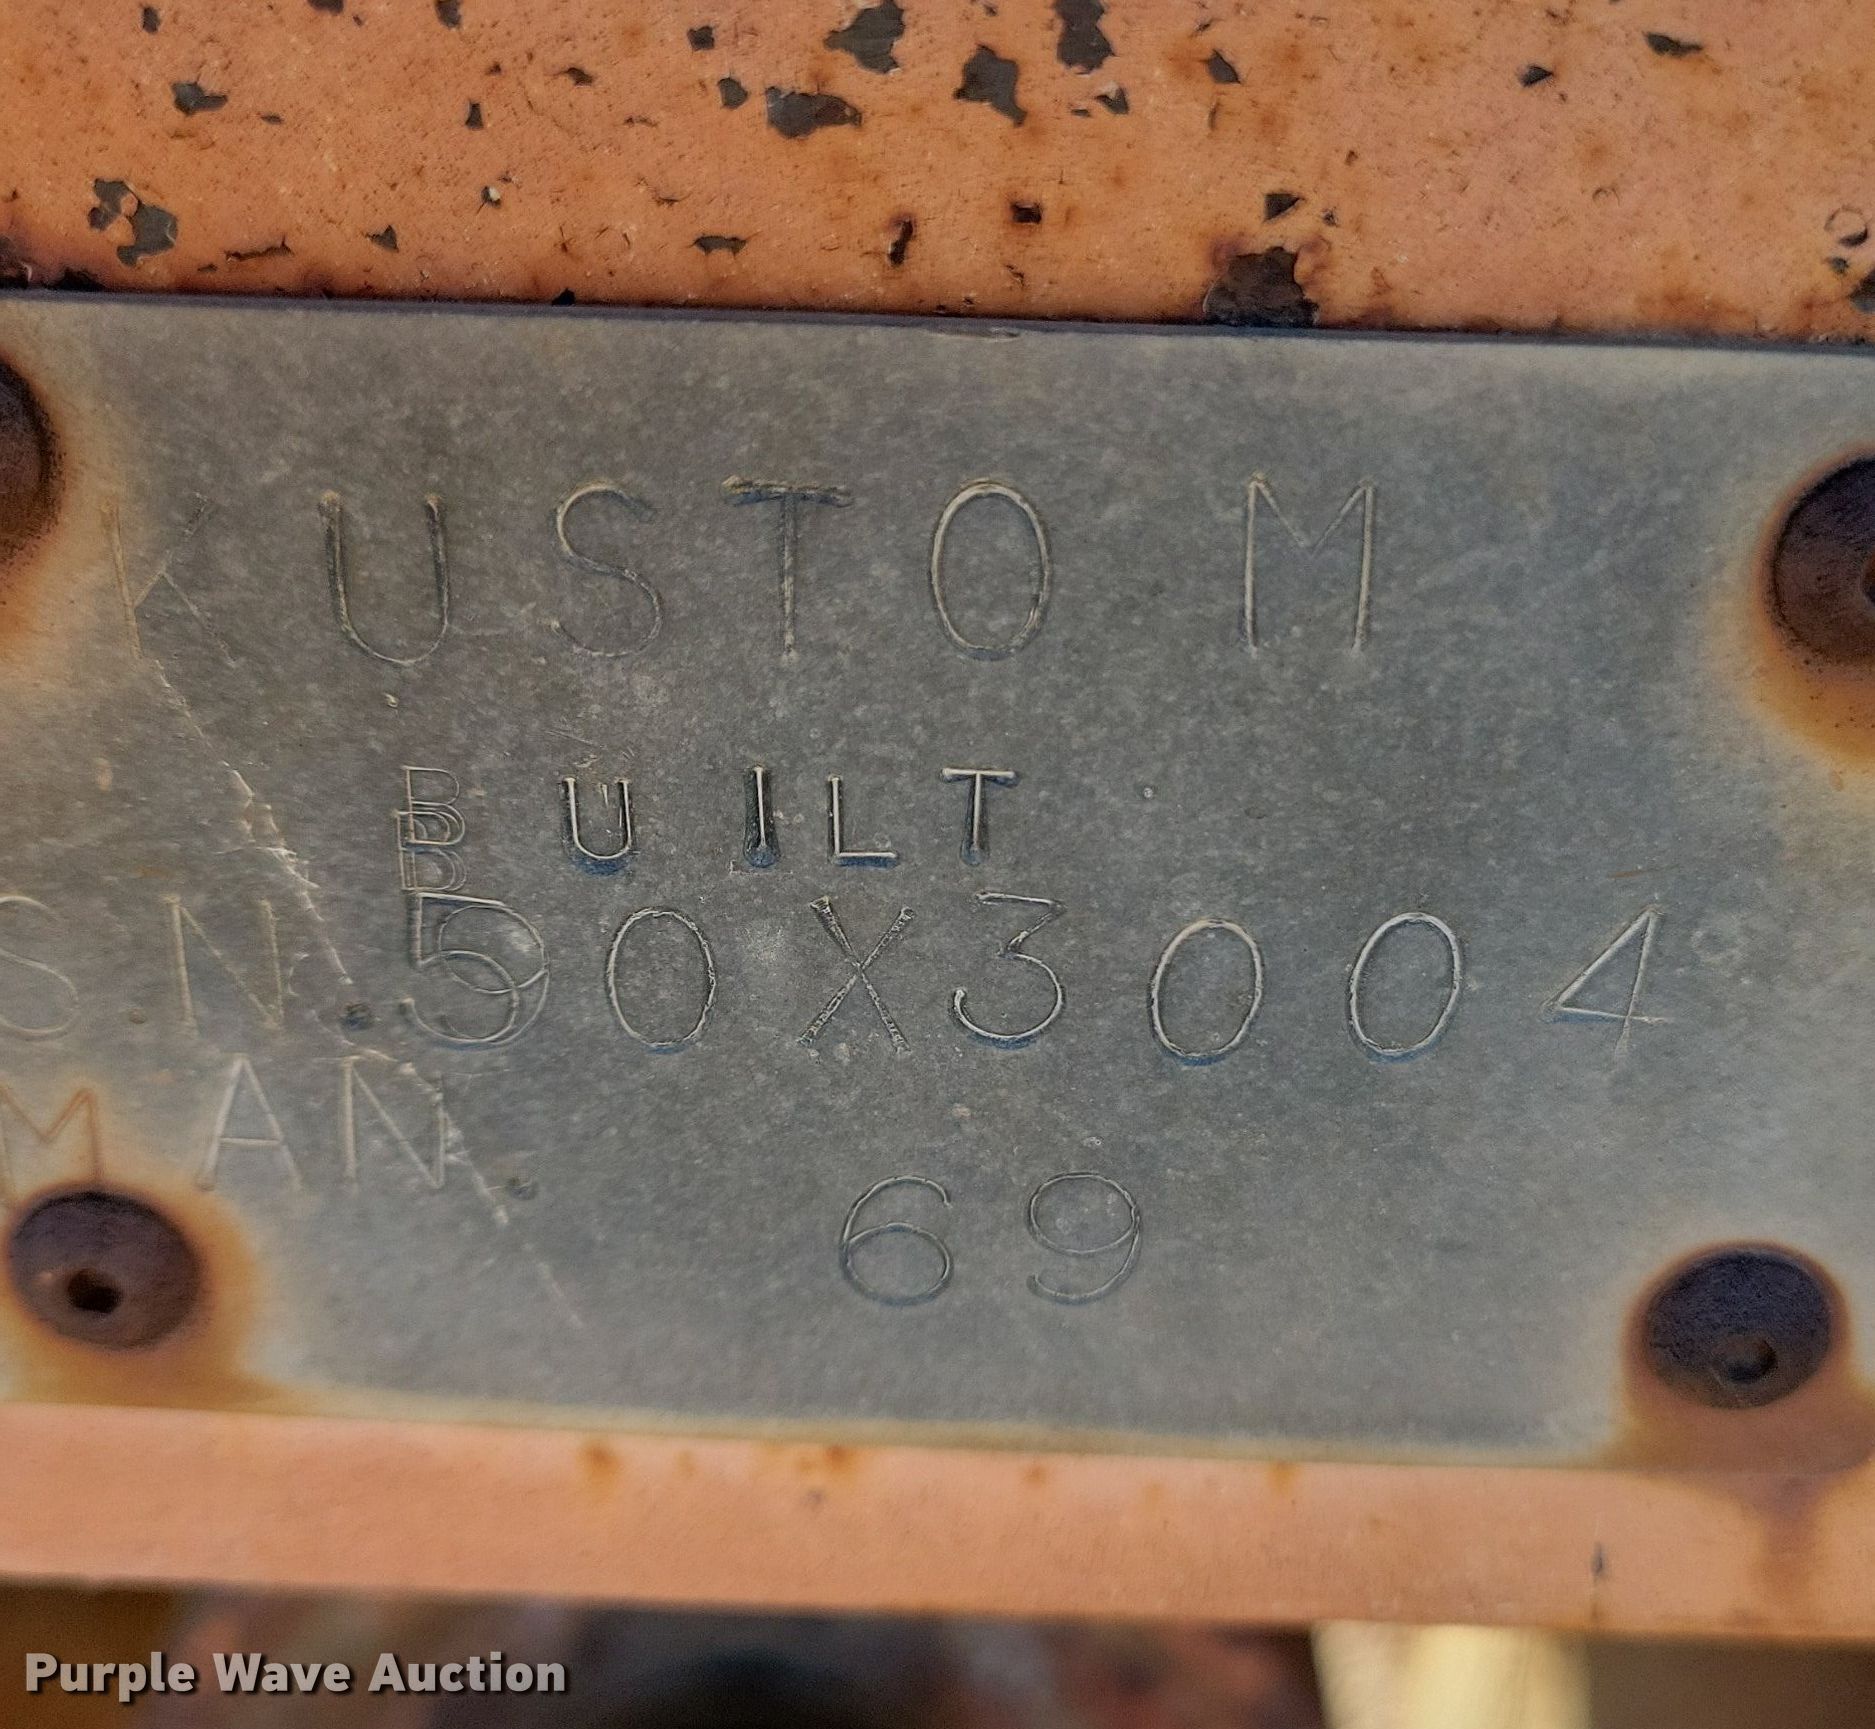 KUSTOM
BUILT
S.N. 50X3004
MAN. 69
Purple Wave Auction